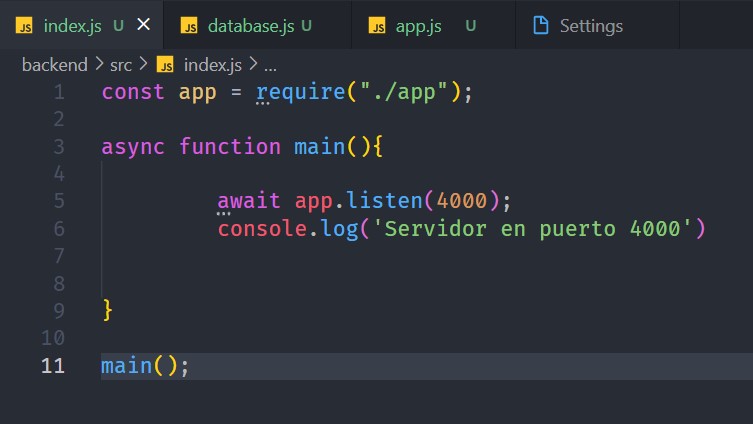 JS index.js U ✕ JS database.js U JS app.js U Settings
backend > src > JS index.js > ...
1 const app = require("./app");
2
3 async function main(){
4
5 await app.listen(4000);
6 console.log('Servidor en puerto 4000')
7
8
9 }
10
11 main();